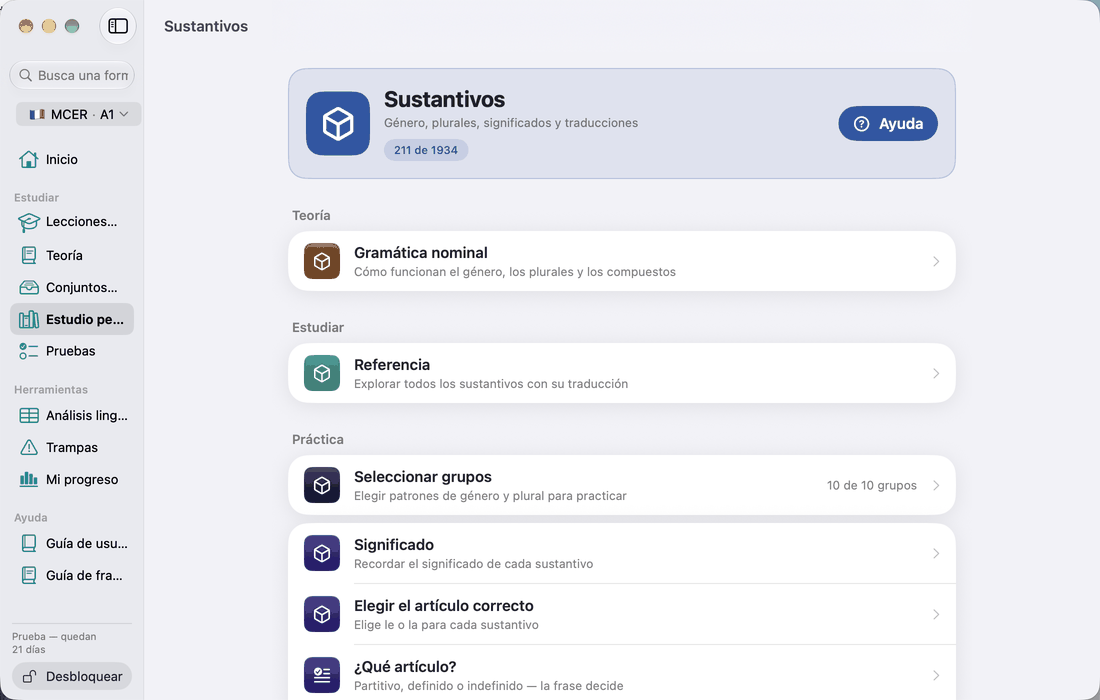 Sustantivos
Busca una forn
MCER · A1
Inicio
Estudiar
Lecciones...
Teoría
Conjuntos...
Estudio pe...
Pruebas
Herramientas
Análisis ling...
Trampas
Mi progreso
Ayuda
Guía de usu...
Guía de fra...
Prueba — quedan
21 días
Desbloquear
Sustantivos
Género, plurales, significados y traducciones
211 de 1934
Ayuda
Teoría
Gramática nominal
Cómo funcionan el género, los plurales y los compuestos
Estudiar
Referencia
Explorar todos los sustantivos con su traducción
Práctica
Seleccionar grupos
Elegir patrones de género y plural para practicar
10 de 10 grupos
Significado
Recordar el significado de cada sustantivo
Elegir el artículo correcto
Elige le o la para cada sustantivo
¿Qué artículo?
Partitivo, definido o indefinido — la frase decide